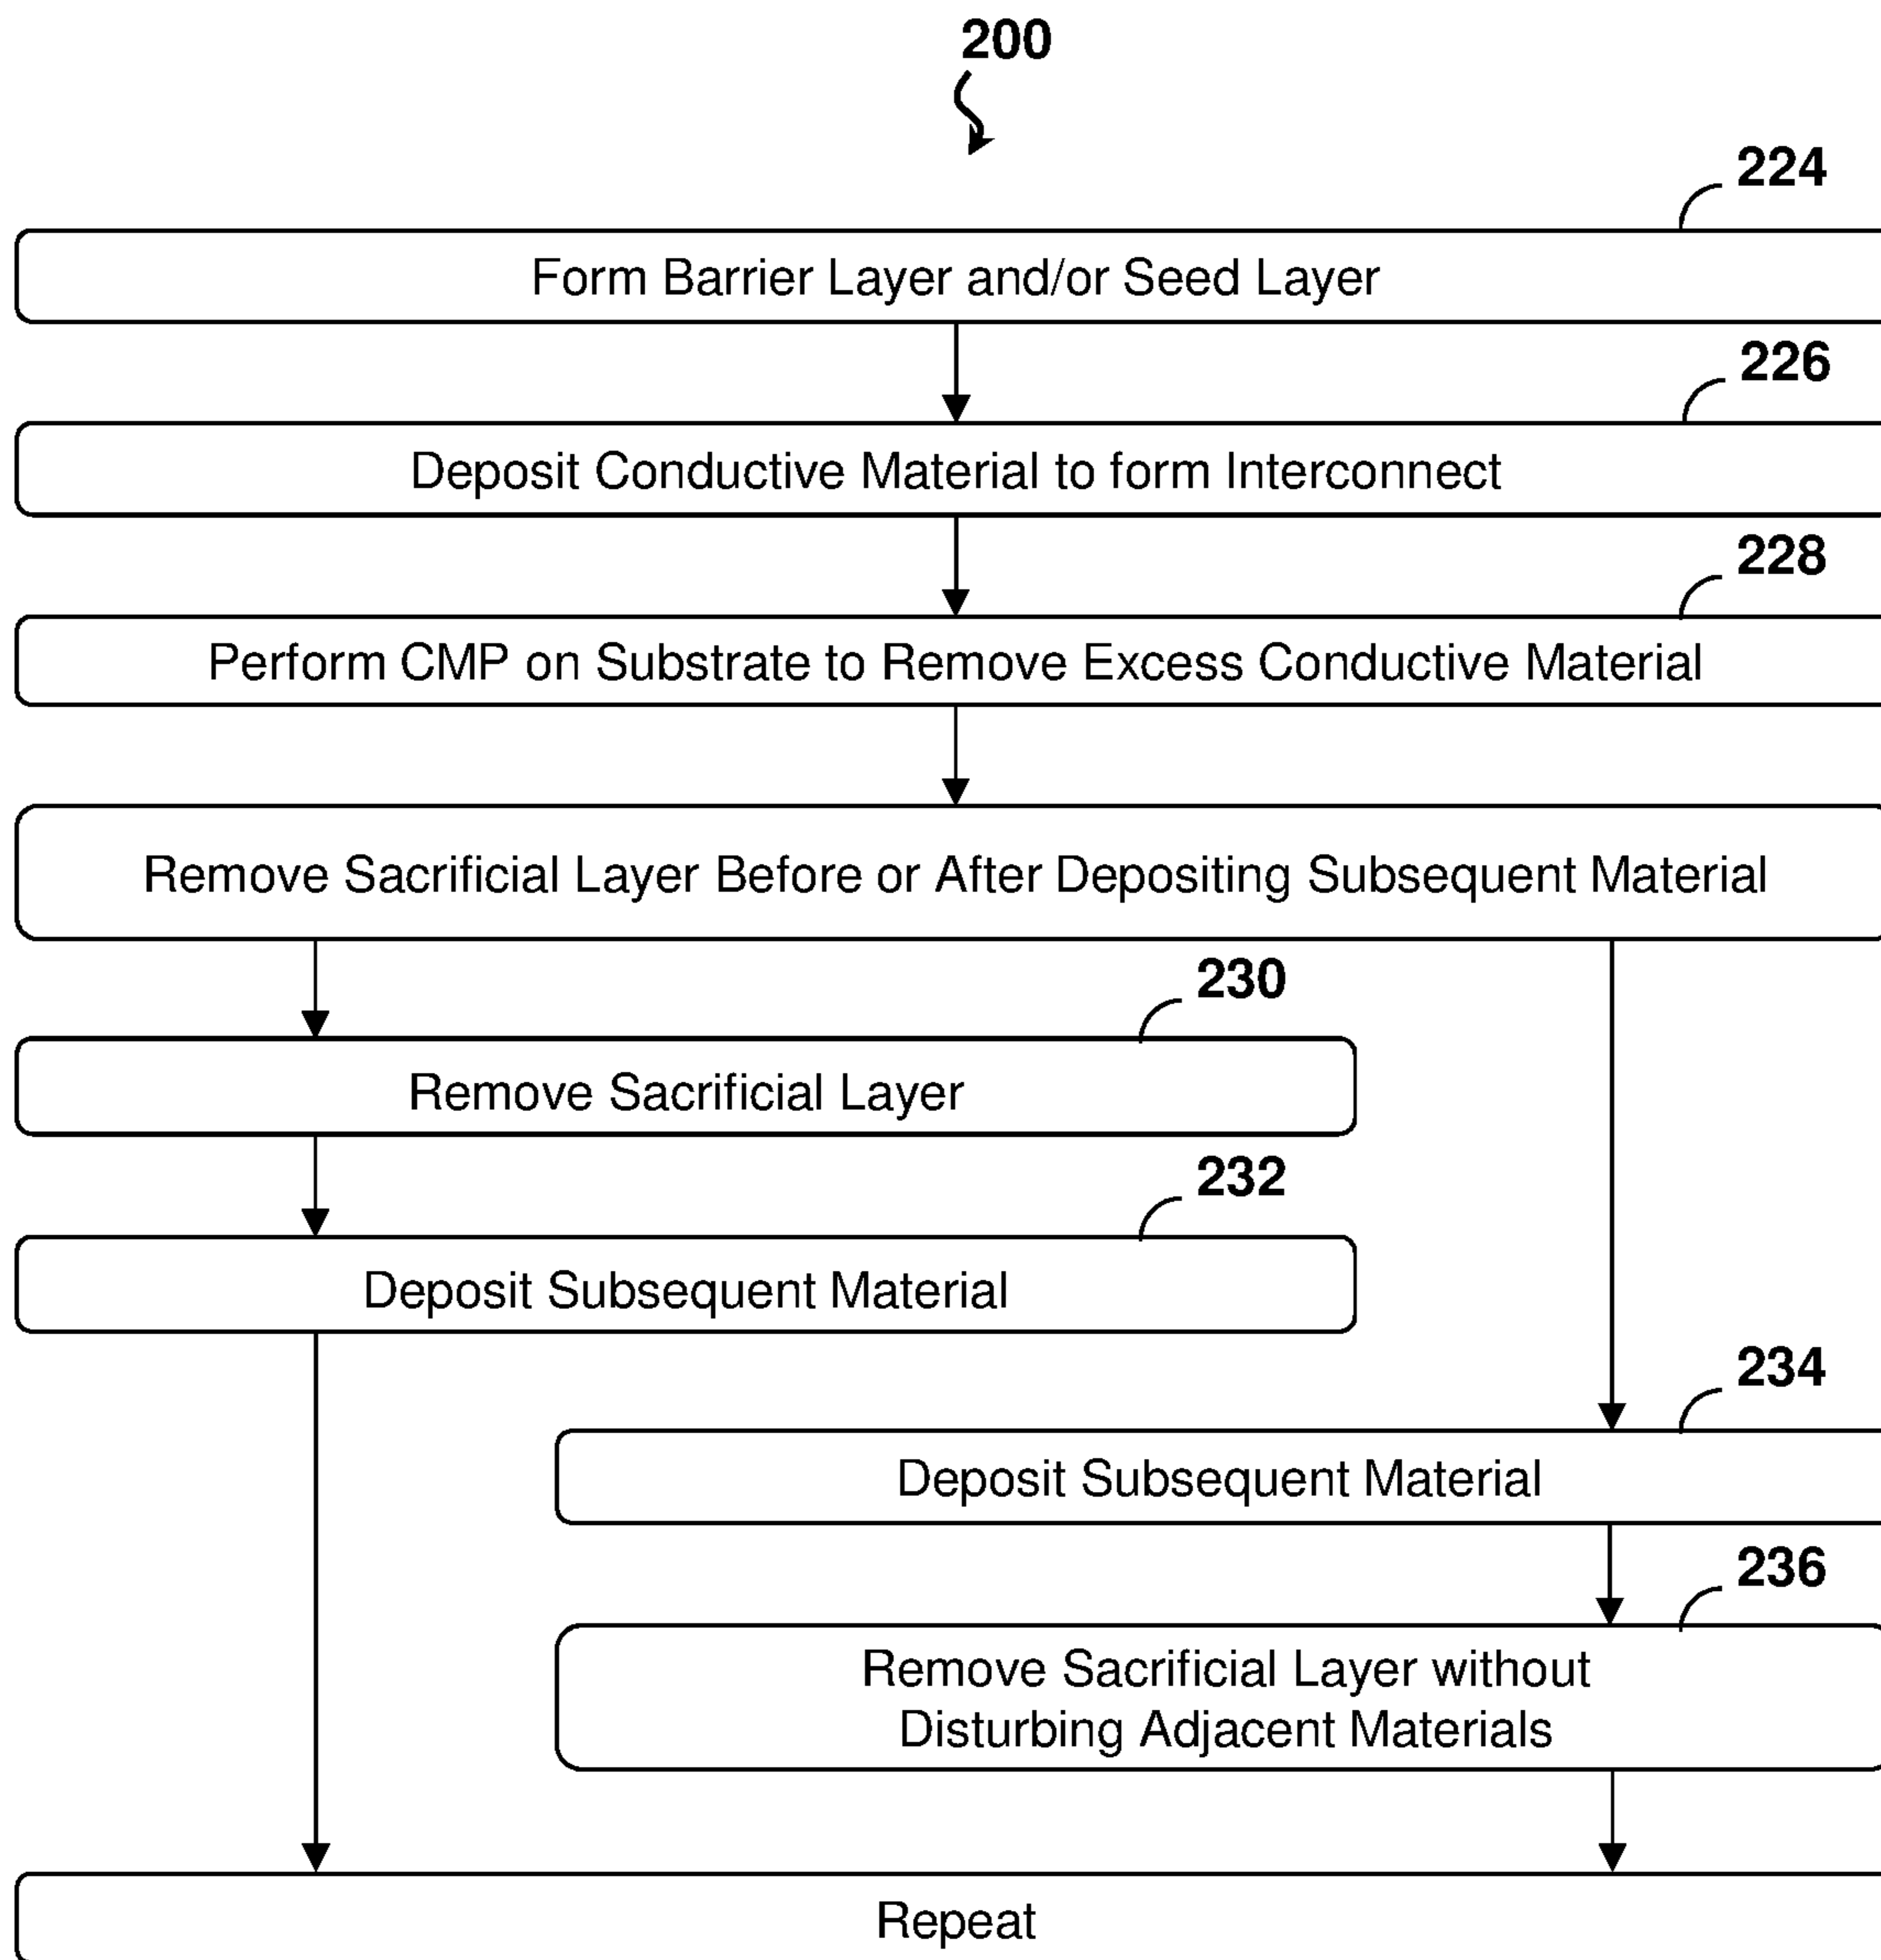 200
224
Form Barrier Layer and/or Seed Layer
226
Deposit Conductive Material to form Interconnect
228
Perform CMP on Substrate to Remove Excess Conductive Material
Remove Sacrificial Layer Before or After Depositing Subsequent Material
230
Remove Sacrificial Layer
232
Deposit Subsequent Material
234
Deposit Subsequent Material
236
Remove Sacrificial Layer without
Disturbing Adjacent Materials
Repeat